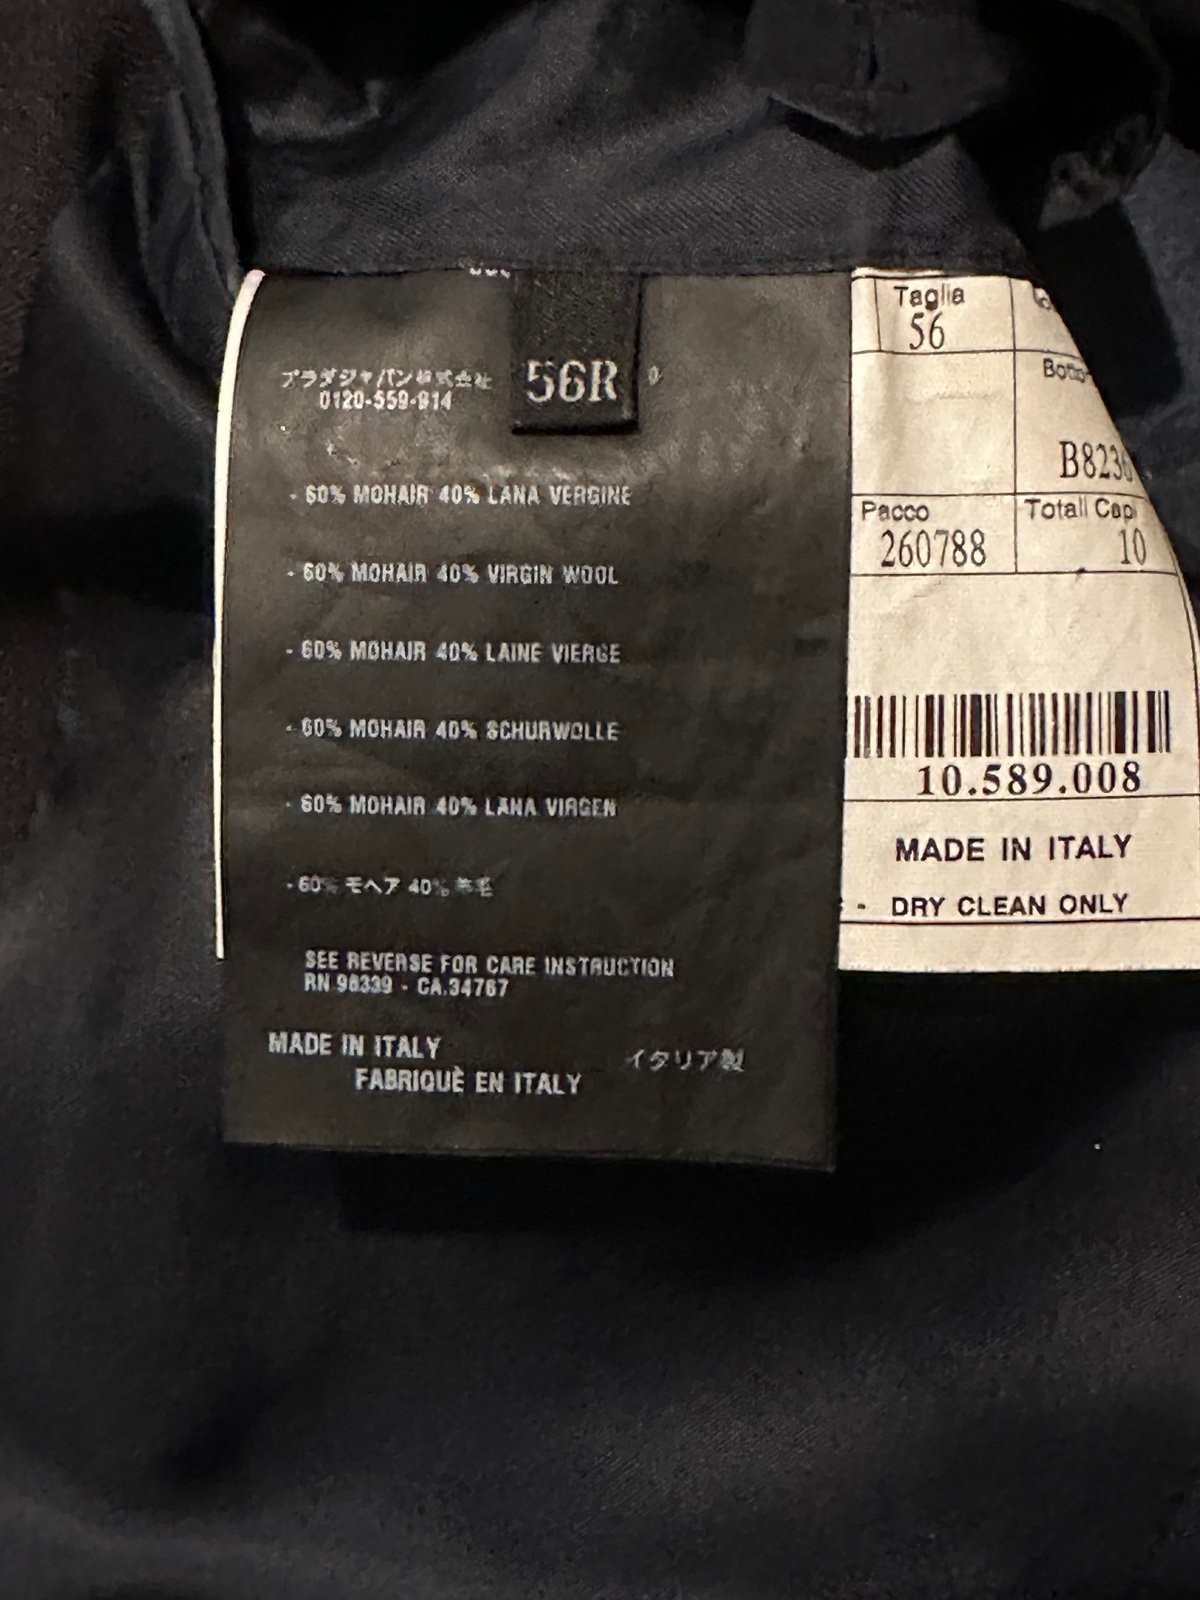 プラダジャパン株式会社
0120-559-914
56R
- 60% MOHAIR 40% LANA VERGINE
- 60% MOHAIR 40% VIRGIN WOOL
- 60% MOHAIR 40% LAINE VIERGE
- 60% MOHAIR 40% SCHURWOLLE
- 60% MOHAIR 40% LANA VIRGEN
- 60% モヘア 40% 羊毛
SEE REVERSE FOR CARE INSTRUCTION
RN 98339 - CA.34767
MADE IN ITALY
FABRIQUÈ EN ITALY
イタリア製
Taglia
56
Pacco
260788
Totali Capi
10
10.589.008
MADE IN ITALY
- DRY CLEAN ONLY